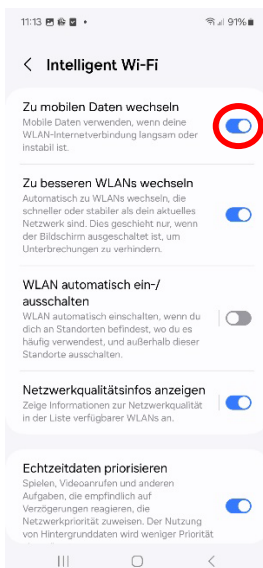 11:13
91%
Intelligent Wi-Fi
Zu mobilen Daten wechseln
Mobile Daten verwenden, wenn deine
WLAN-Internetverbindung langsam oder
instabil ist.
Zu besseren WLANs wechseln
Automatisch zu WLANs wechseln, die
schneller oder stabiler als dein aktuelles
Netzwerk sind. Dies geschieht nur, wenn
der Bildschirm ausgeschaltet ist, um
Unterbrechungen zu verhindern.
WLAN automatisch ein-/
ausschalten
WLAN automatisch einschalten, wenn du
dich an Standorten befindest, wo du es
häufig verwendest, und außerhalb dieser
Standorte ausschalten.
Netzwerkqualitätsinfos anzeigen
Zeige Informationen zur Netzwerkqualität
in der Liste verfügbarer WLANs an.
Echtzeitdaten priorisieren
Spielen, Videoanrufen und anderen
Aufgaben, die empfindlich auf
Verzögerungen reagieren, die
Netzwerkpriorität zuweisen. Der Nutzung
von Hintergrunddaten wird weniger Priorität